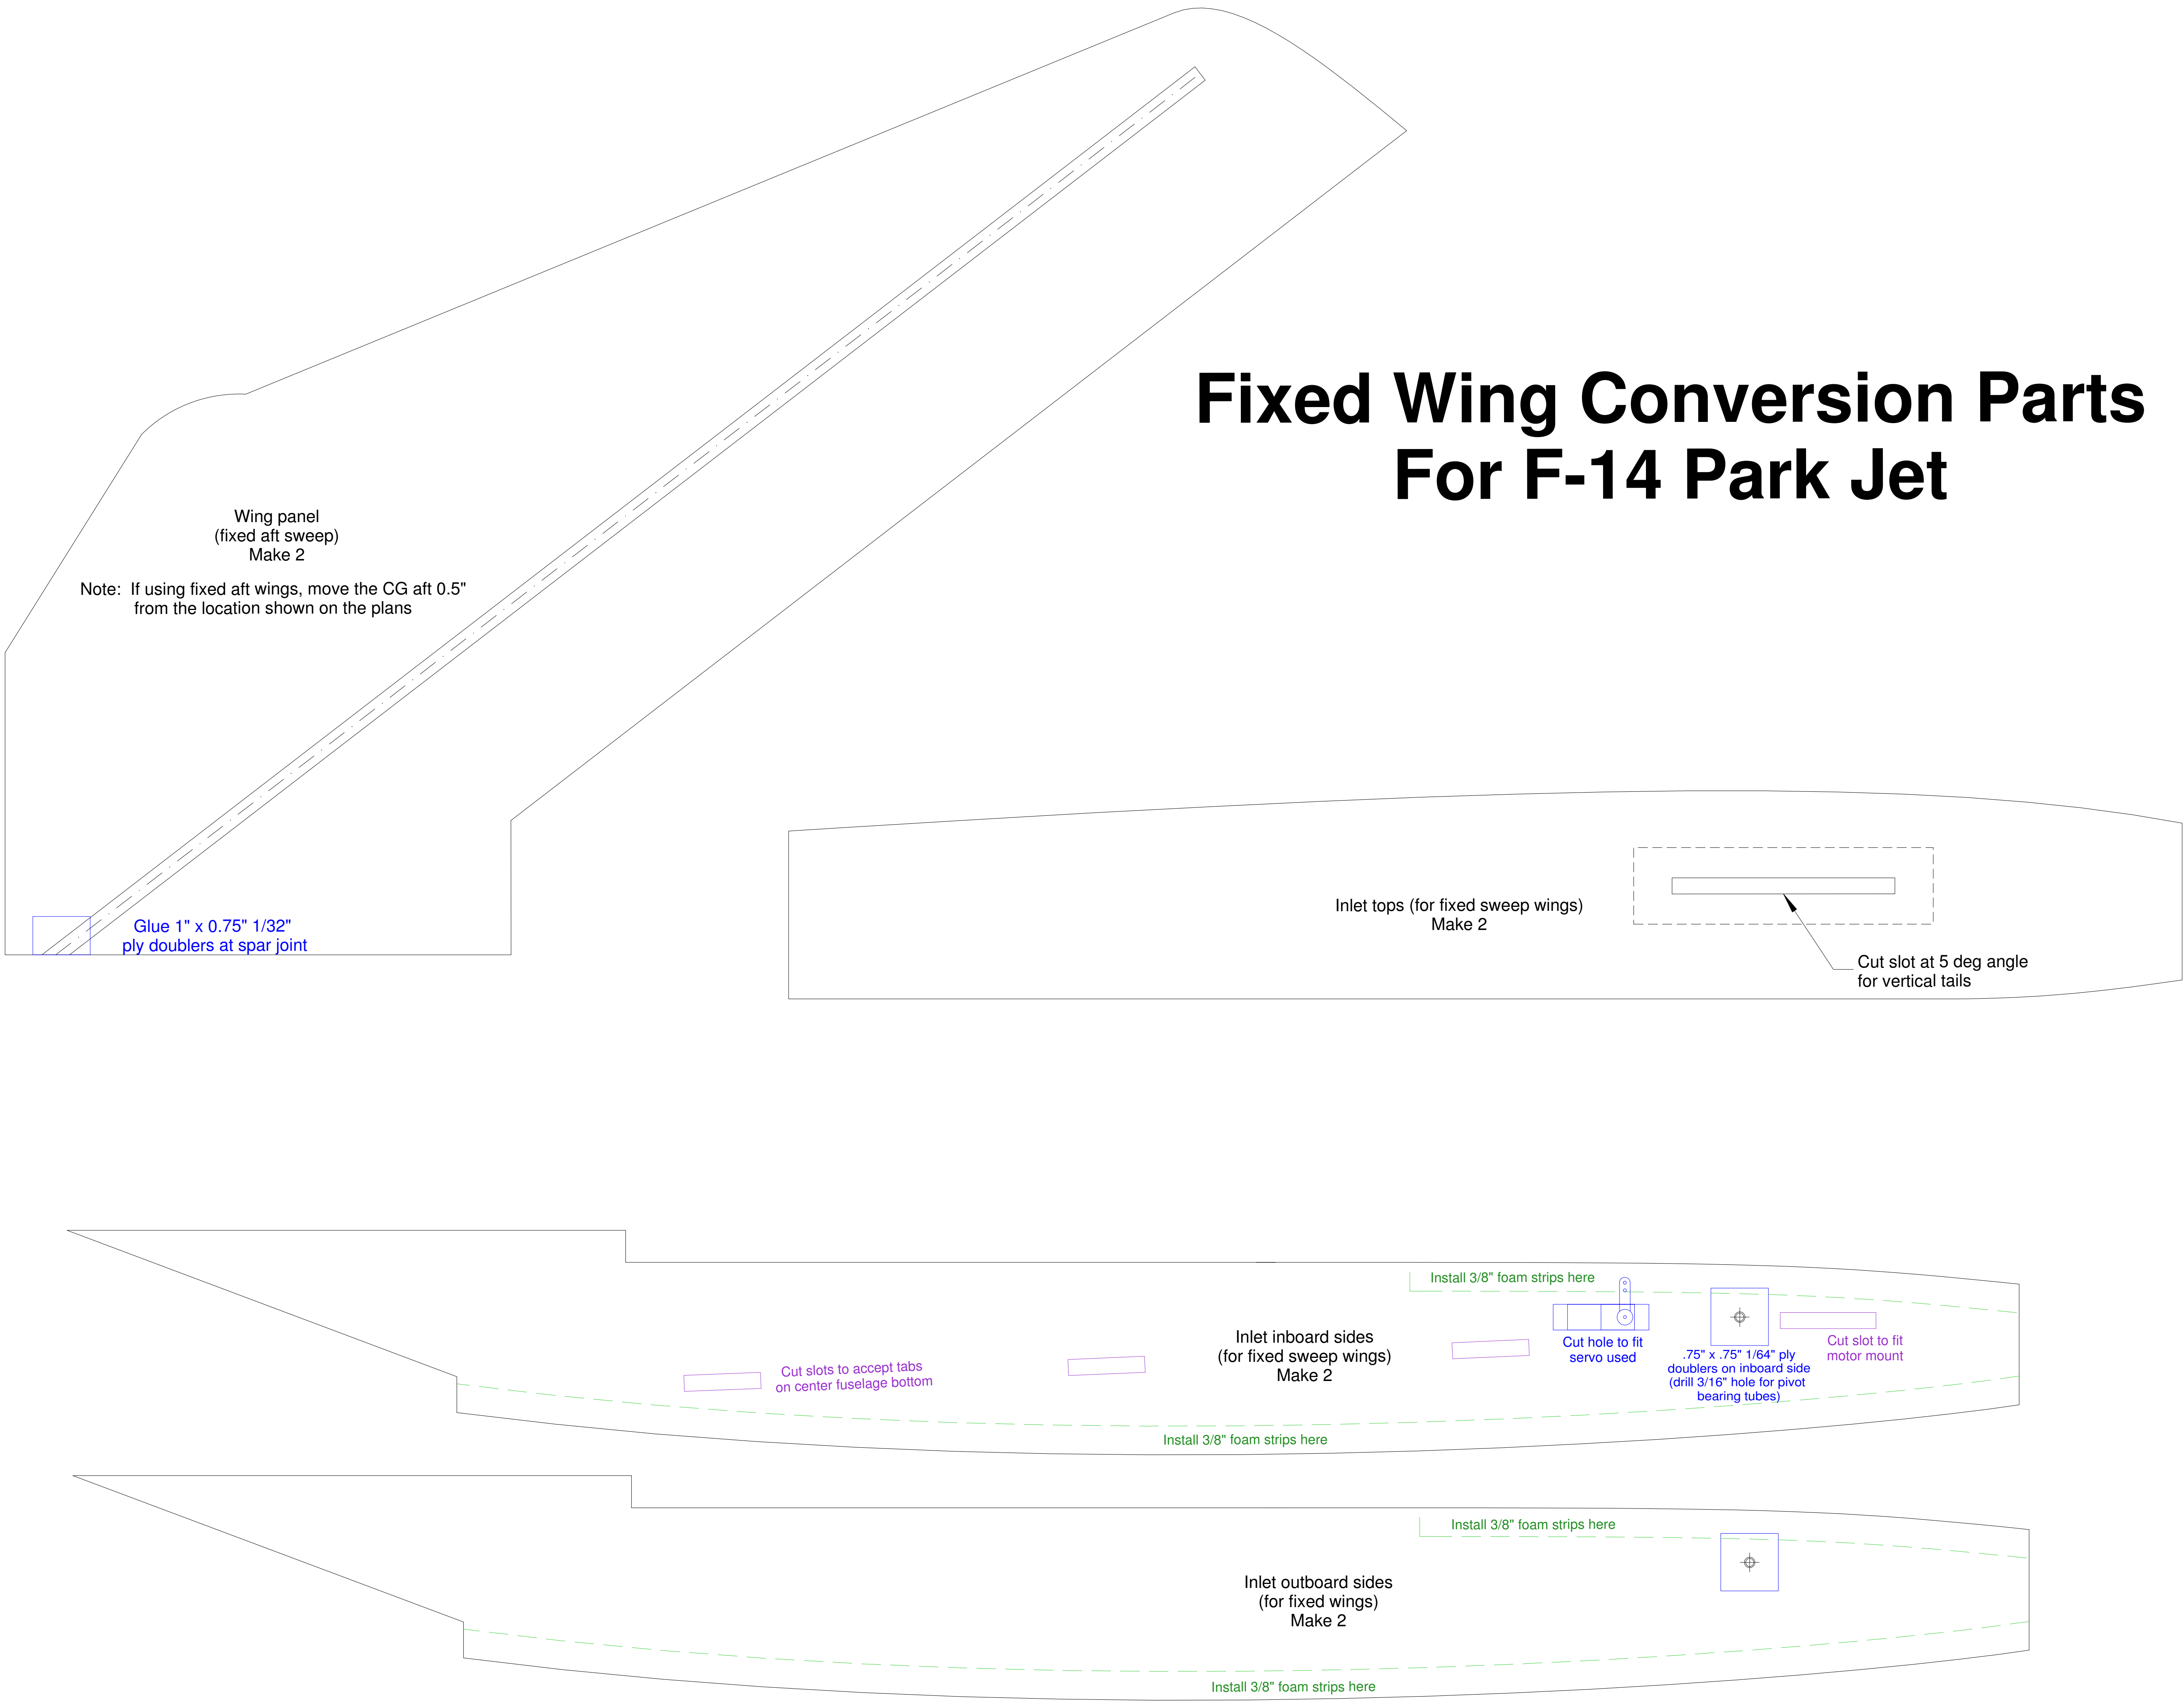 Fixed Wing Conversion Parts
For F-14 Park Jet
Wing panel
(fixed aft sweep)
Make 2
Note:  If using fixed aft wings, move the CG aft 0.5"
from the location shown on the plans
Glue 1" x 0.75" 1/32"
ply doublers at spar joint
Inlet tops (for fixed sweep wings)
Make 2
Cut slot at 5 deg angle
for vertical tails
Install 3/8" foam strips here
Inlet inboard sides
(for fixed sweep wings)
Make 2
Cut hole to fit
servo used
.75" x .75" 1/64" ply
doublers on inboard side
(drill 3/16" hole for pivot
bearing tubes)
Cut slot to fit
motor mount
Cut slots to accept tabs
on center fuselage bottom
Install 3/8" foam strips here
Install 3/8" foam strips here
Inlet outboard sides
(for fixed wings)
Make 2
Install 3/8" foam strips here